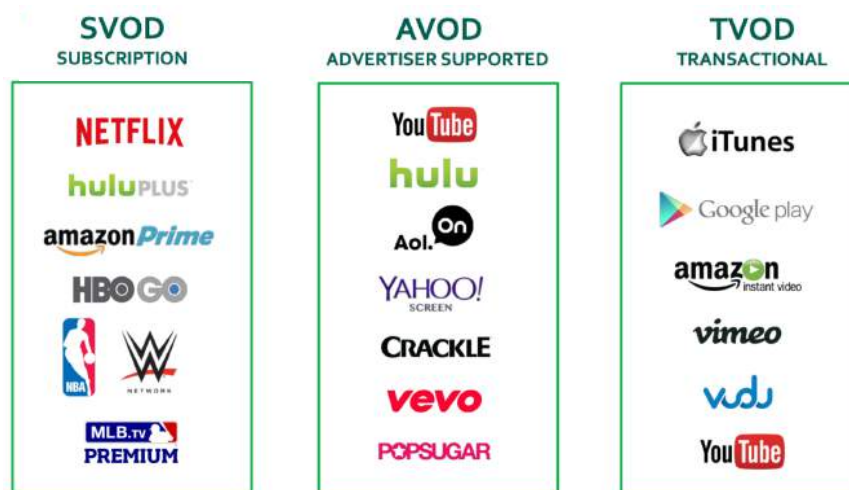 SVOD
SUBSCRIPTION
NETFLIX
huluPLUS
amazonPrime
HBO GO
NBA
W
NETWORK
MLB.TV
PREMIUM
AVOD
ADVERTISER SUPPORTED
YouTube
hulu
Aol.On
YAHOO!
SCREEN
CRACKLE
vevo
POPSUGAR
TVOD
TRANSACTIONAL
iTunes
Google play
amazon
instant video
vimeo
vudu
YouTube